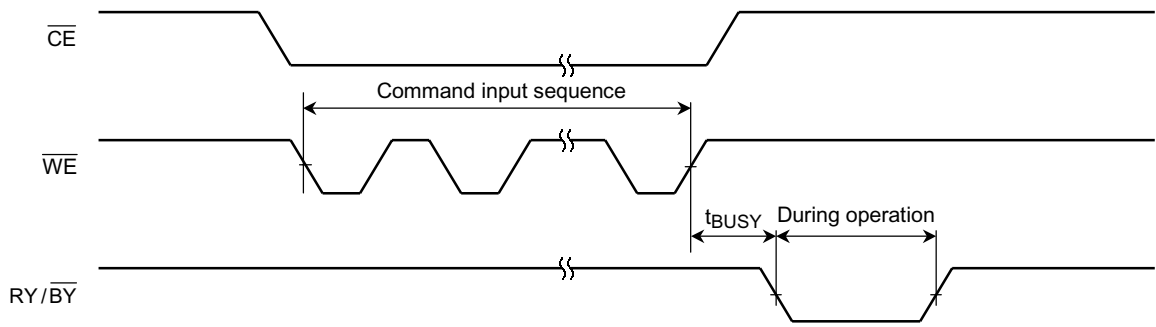 CE
Command input sequence
WE
tBUSY
During operation
RY/BY